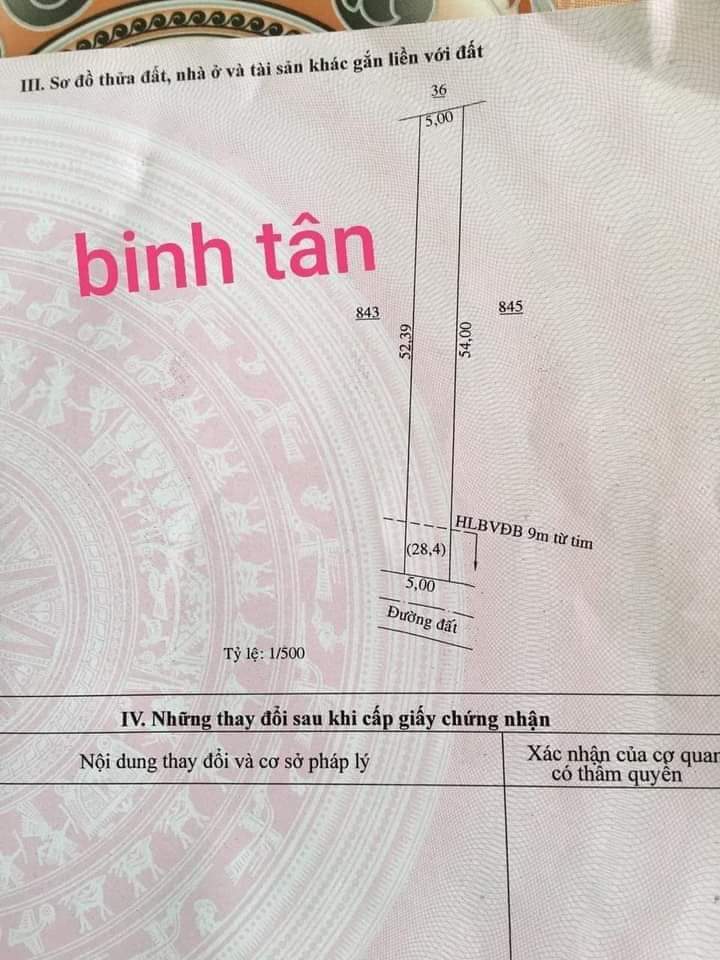 III. Sơ đồ thửa đất, nhà ở và tài sản khác gắn liền với đất
36
5,00
binh tân
843
845
52,39
54,00
HLBVĐB 9m từ tim
(28,4)
5,00
Đường đất
Tỷ lệ: 1/500
IV. Những thay đổi sau khi cấp giấy chứng nhận
Nội dung thay đổi và cơ sở pháp lý
Xác nhận của cơ quan
có thẩm quyền